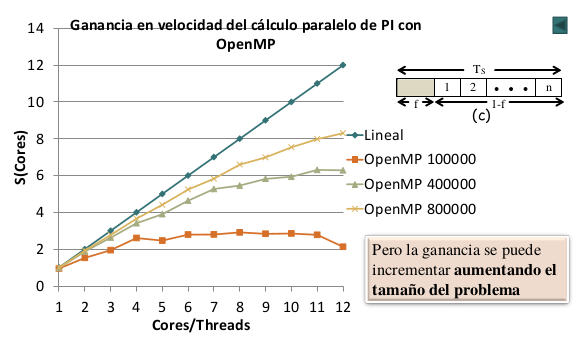 Ganancia en velocidad del cálculo paralelo de PI con
OpenMP
14
12
10
8
6
4
2
0
S(Cores)
1 2 3 4 5 6 7 8 9 10 11 12
Cores/Threads
Ts
1 2 • • • n
f 1-f
(c)
Lineal
OpenMP 100000
OpenMP 400000
OpenMP 800000
Pero la ganancia se puede
incrementar aumentando el
tamaño del problema